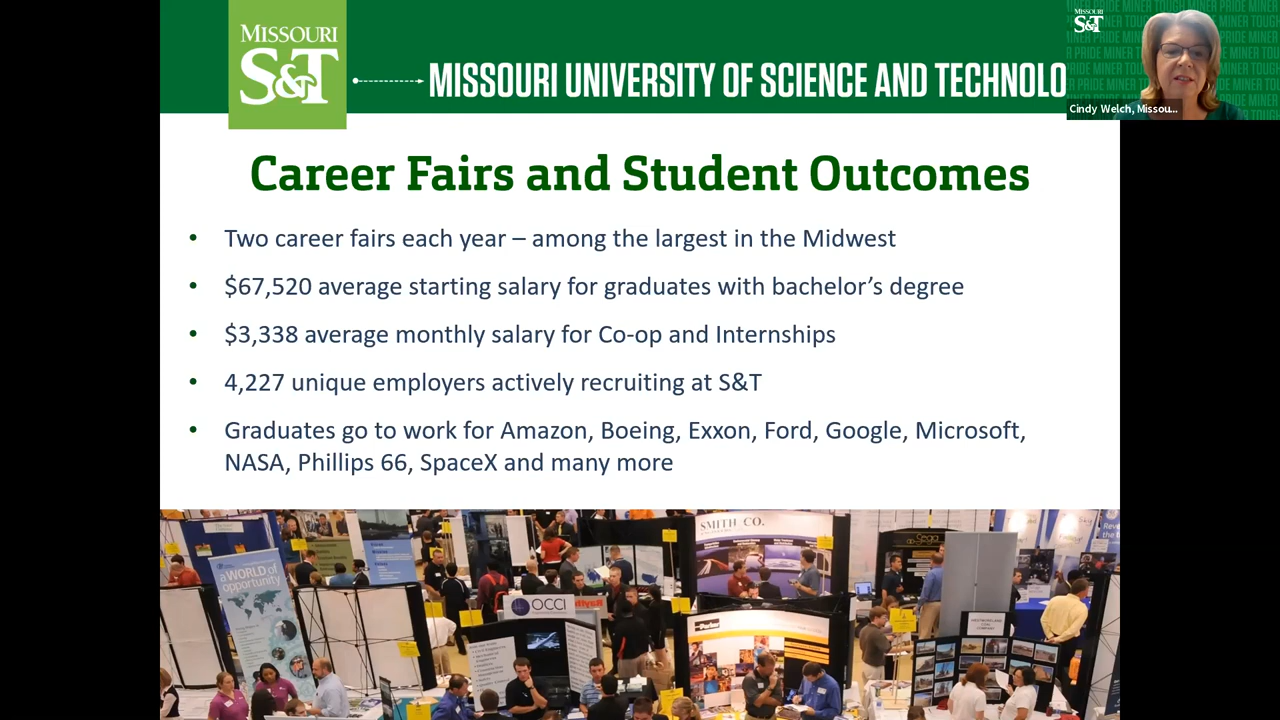 MISSOURI
S&T
MISSOURI UNIVERSITY OF SCIENCE AND TECHNOLO
MISSOURI
S&T
Cindy Welch, Missou...
Career Fairs and Student Outcomes
• Two career fairs each year – among the largest in the Midwest
• $67,520 average starting salary for graduates with bachelor’s degree
• $3,338 average monthly salary for Co-op and Internships
• 4,227 unique employers actively recruiting at S&T
• Graduates go to work for Amazon, Boeing, Exxon, Ford, Google, Microsoft,
NASA, Phillips 66, SpaceX and many more
SMITH & CO.
a WORLD of
opportunity
OCCI
Parker